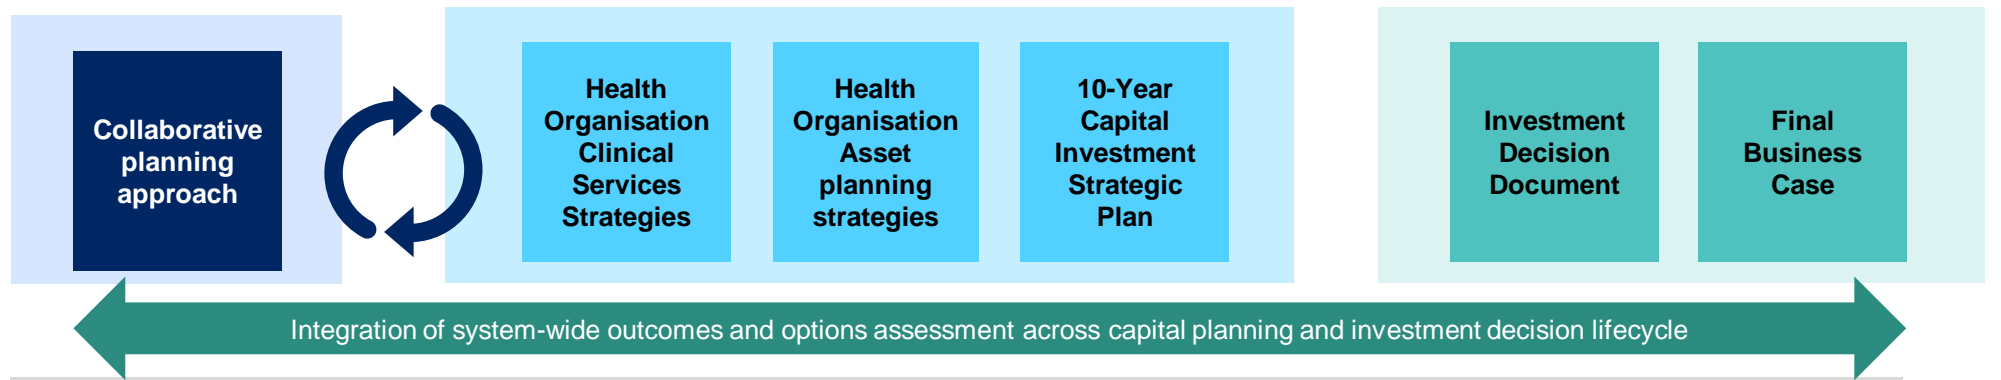 Collaborative
planning
approach
Health
Organisation
Clinical
Services
Strategies
Health
Organisation
Asset
planning
strategies
10-Year
Capital
Investment
Strategic
Plan
Investment
Decision
Document
Final
Business
Case
Integration of system-wide outcomes and options assessment across capital planning and investment decision lifecycle